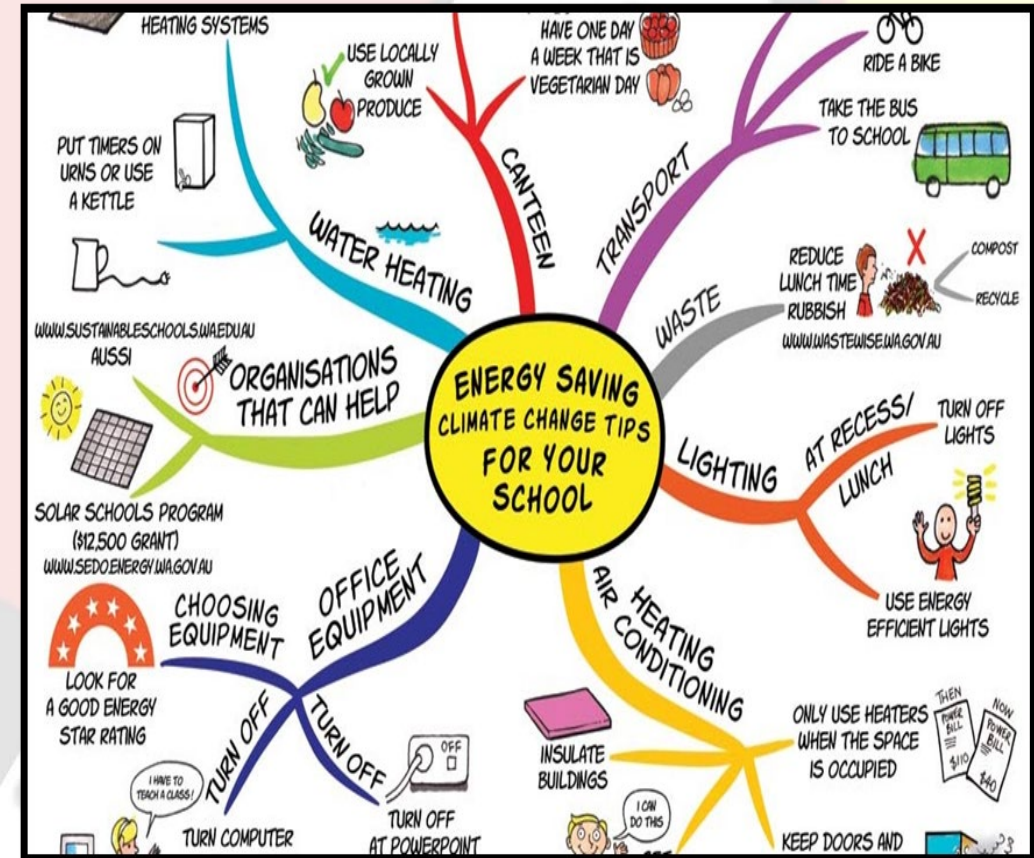 HEATING SYSTEMS
PUT TIMERS ON
URNS OR USE
A KETTLE
WATER HEATING
USE LOCALLY
GROWN
PRODUCE
HAVE ONE DAY
A WEEK THAT IS
VEGETARIAN DAY
CANTEEN
TRANSPORT
RIDE A BIKE
TAKE THE BUS
TO SCHOOL
WASTE
REDUCE
LUNCH TIME
RUBBISH
COMPOST
RECYCLE
WWW.WASTEWISE.WA.GOV.AU
WWW.SUSTAINABLESCHOOLS.WA.EDU.AU
AUSSI
ORGANISATIONS
THAT CAN HELP
SOLAR SCHOOLS PROGRAM
($12,500 GRANT)
WWW.SEDO.ENERGY.WA.GOV.AU
ENERGY SAVING
CLIMATE CHANGE TIPS
FOR YOUR
SCHOOL
LIGHTING
AT RECESS/
LUNCH
TURN OFF
LIGHTS
USE ENERGY
EFFICIENT LIGHTS
OFFICE
EQUIPMENT
CHOOSING
EQUIPMENT
LOOK FOR
A GOOD ENERGY
STAR RATING
TURN OFF
I HAVE TO
TEACH A CLASS!
TURN COMPUTER
TURN OFF
OFF
TURN OFF
AT POWERPOINT
HEATING
AIR CONDITIONING
INSULATE
BUILDINGS
I CAN
DO THIS
ONLY USE HEATERS
WHEN THE SPACE
IS OCCUPIED
THEN
POWER
BILL
$110
NOW
POWER
BILL
$40
KEEP DOORS AND